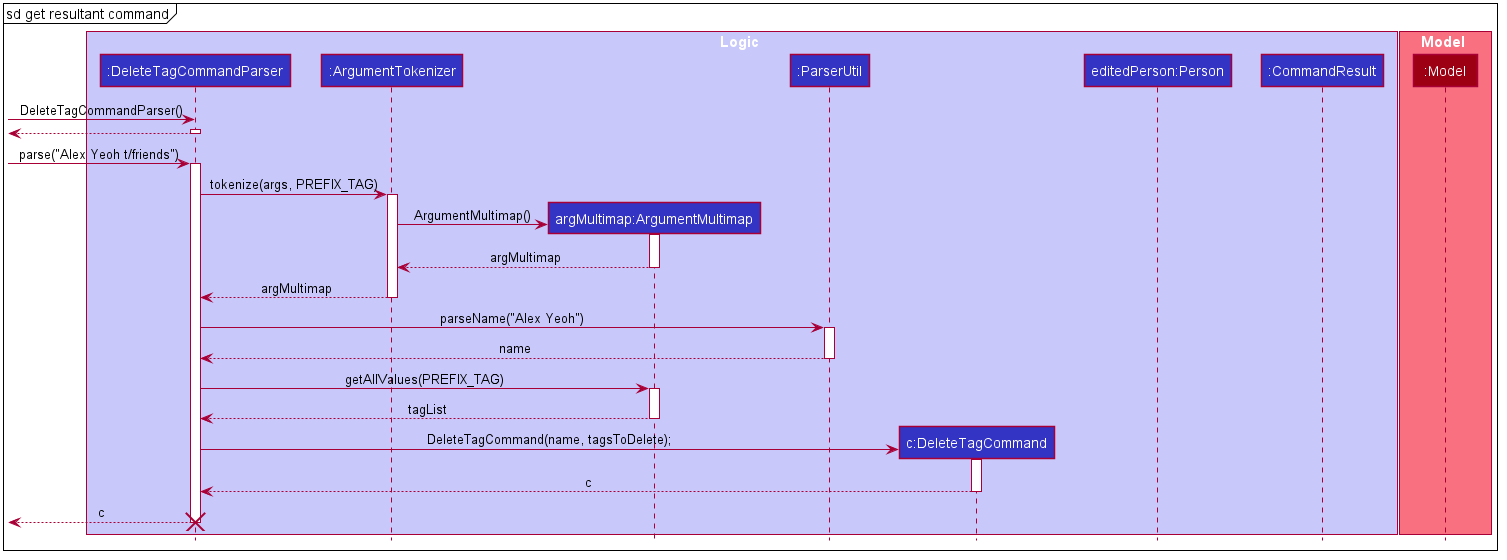 sd get resultant command
Logic
Model
:DeleteTagCommandParser
:ArgumentTokenizer
:ParserUtil
editedPerson:Person
:CommandResult
:Model
DeleteTagCommandParser()
parse("Alex Yeoh t/friends")
tokenize(args, PREFIX_TAG)
ArgumentMultimap()
argMultimap:ArgumentMultimap
argMultimap
argMultimap
parseName("Alex Yeoh")
name
getAllValues(PREFIX_TAG)
tagList
DeleteTagCommand(name, tagsToDelete);
c:DeleteTagCommand
c
c